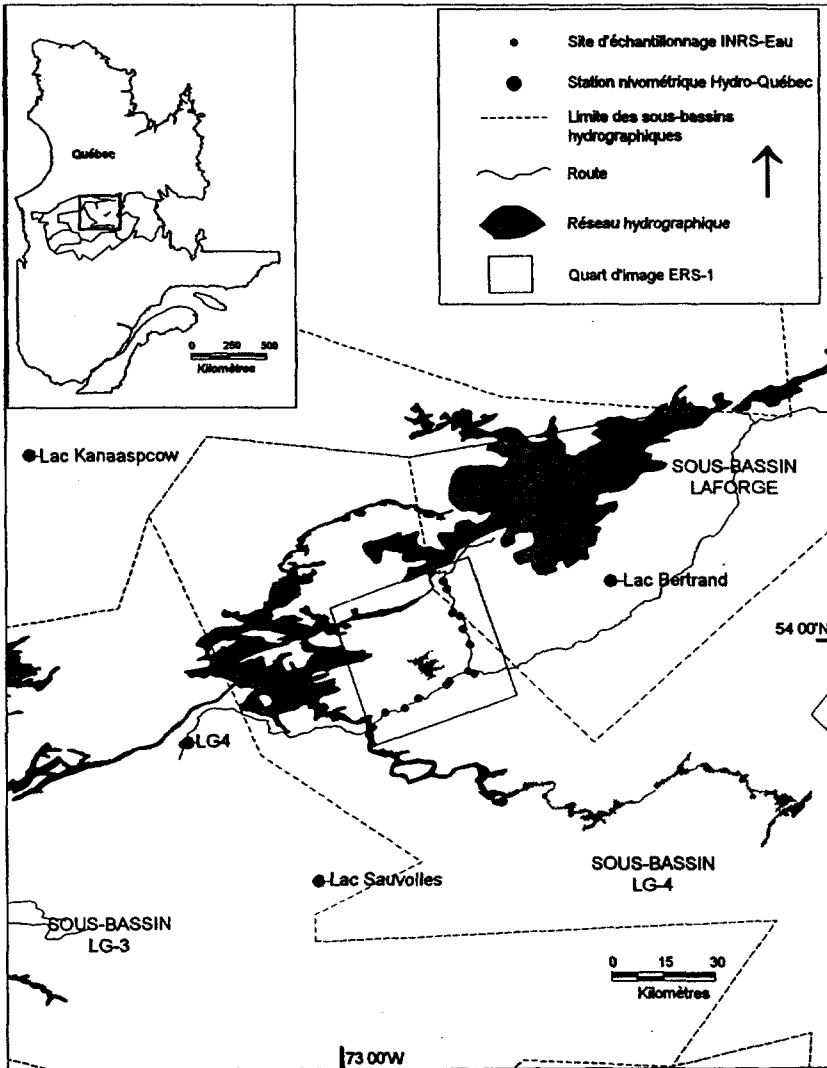 Québec
0 250 500
Kilomètres
Site d'échantillonnage INRS-Eau
Station nivométrique Hydro-Québec
Limite des sous-bassins
hydrographiques
Route
Réseau hydrographique
Quart d'image ERS-1
Lac Kanaaspcow
SOUS-BASSIN
LAFORGE
Lac Bertrand
54 00'N
LG4
Lac Sauvolles
SOUS-BASSIN
LG-4
SOUS-BASSIN
LG-3
0 15 30
Kilomètres
73 00'W